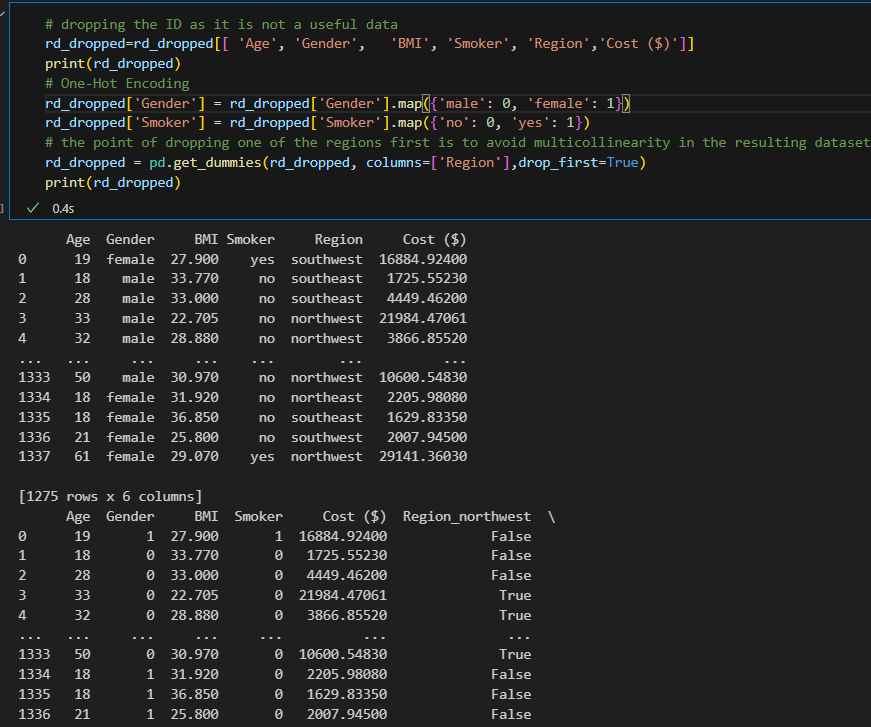 # dropping the ID as it is not a useful data
rd_dropped=rd_dropped[[ 'Age', 'Gender',   'BMI', 'Smoker', 'Region','Cost ($)']]
print(rd_dropped)
# One-Hot Encoding
rd_dropped['Gender'] = rd_dropped['Gender'].map({'male': 0, 'female': 1})
rd_dropped['Smoker'] = rd_dropped['Smoker'].map({'no': 0, 'yes': 1})
# the point of dropping one of the regions first is to avoid multicollinearity in the resulting dataset
rd_dropped = pd.get_dummies(rd_dropped, columns=['Region'],drop_first=True)
print(rd_dropped)
] ✓ 0.4s
      Age  Gender     BMI Smoker     Region     Cost ($)
0      19  female  27.900    yes  southwest  16884.92400
1      18    male  33.770     no  southeast   1725.55230
2      28    male  33.000     no  southeast   4449.46200
3      33    male  22.705     no  northwest  21984.47061
4      32    male  28.880     no  northwest   3866.85520
...   ...     ...     ...    ...        ...          ...
1333   50    male  30.970     no  northwest  10600.54830
1334   18  female  31.920     no  northeast   2205.98080
1335   18  female  36.850     no  southeast   1629.83350
1336   21  female  25.800     no  southwest   2007.94500
1337   61  female  29.070    yes  northwest  29141.36030
[1275 rows x 6 columns]
      Age  Gender     BMI  Smoker     Cost ($)  Region_northwest  \
0      19       1  27.900       1  16884.92400             False
1      18       0  33.770       0   1725.55230             False
2      28       0  33.000       0   4449.46200             False
3      33       0  22.705       0  21984.47061              True
4      32       0  28.880       0   3866.85520              True
...   ...     ...     ...     ...          ...               ...
1333   50       0  30.970       0  10600.54830              True
1334   18       1  31.920       0   2205.98080             False
1335   18       1  36.850       0   1629.83350             False
1336   21       1  25.800       0   2007.94500             False